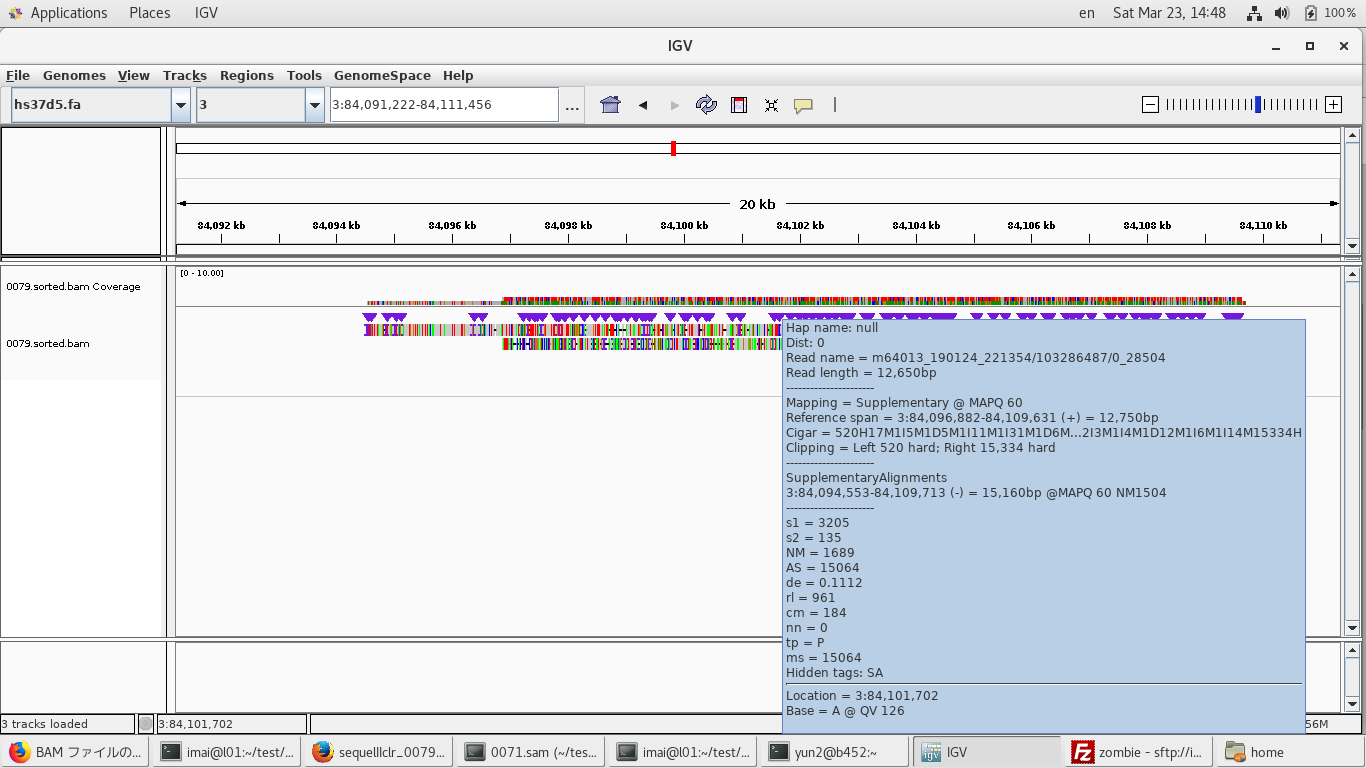 Applications Places IGV en Sat Mar 23, 14:48 100%
IGV
File Genomes View Tracks Regions Tools GenomeSpace Help
hs37d5.fa 3 3:84,091,222-84,111,456 ...
20 kb
84,092 kb 84,094 kb 84,096 kb 84,098 kb 84,100 kb 84,102 kb 84,104 kb 84,106 kb 84,108 kb 84,110 kb
[0 - 10.00]
0079.sorted.bam Coverage
0079.sorted.bam
Hap name: null
Dist: 0
Read name = m64013_190124_221354/103286487/0_28504
Read length = 12,650bp
----------------------
Mapping = Supplementary @ MAPQ 60
Reference span = 3:84,096,882-84,109,631 (+) = 12,750bp
Cigar = 520H17M1I5M1D5M1I11M1I31M1D6M...2I3M1I4M1D12M1I6M1I14M15334H
Clipping = Left 520 hard; Right 15,334 hard
----------------------
SupplementaryAlignments
3:84,094,553-84,109,713 (-) = 15,160bp @MAPQ 60 NM1504
----------------------
s1 = 3205
s2 = 135
NM = 1689
AS = 15064
de = 0.1112
rl = 961
cm = 184
nn = 0
tp = P
ms = 15064
Hidden tags: SA
Location = 3:84,101,702
Base = A @ QV 126
3 tracks loaded 3:84,101,702 56M
BAM ファイルの... imai@l01:~/test/... sequelIlclr_0079... 0071.sam (~/tes... imai@l01:~/test/... yun2@b452:~ IGV zombie - sftp://i... home